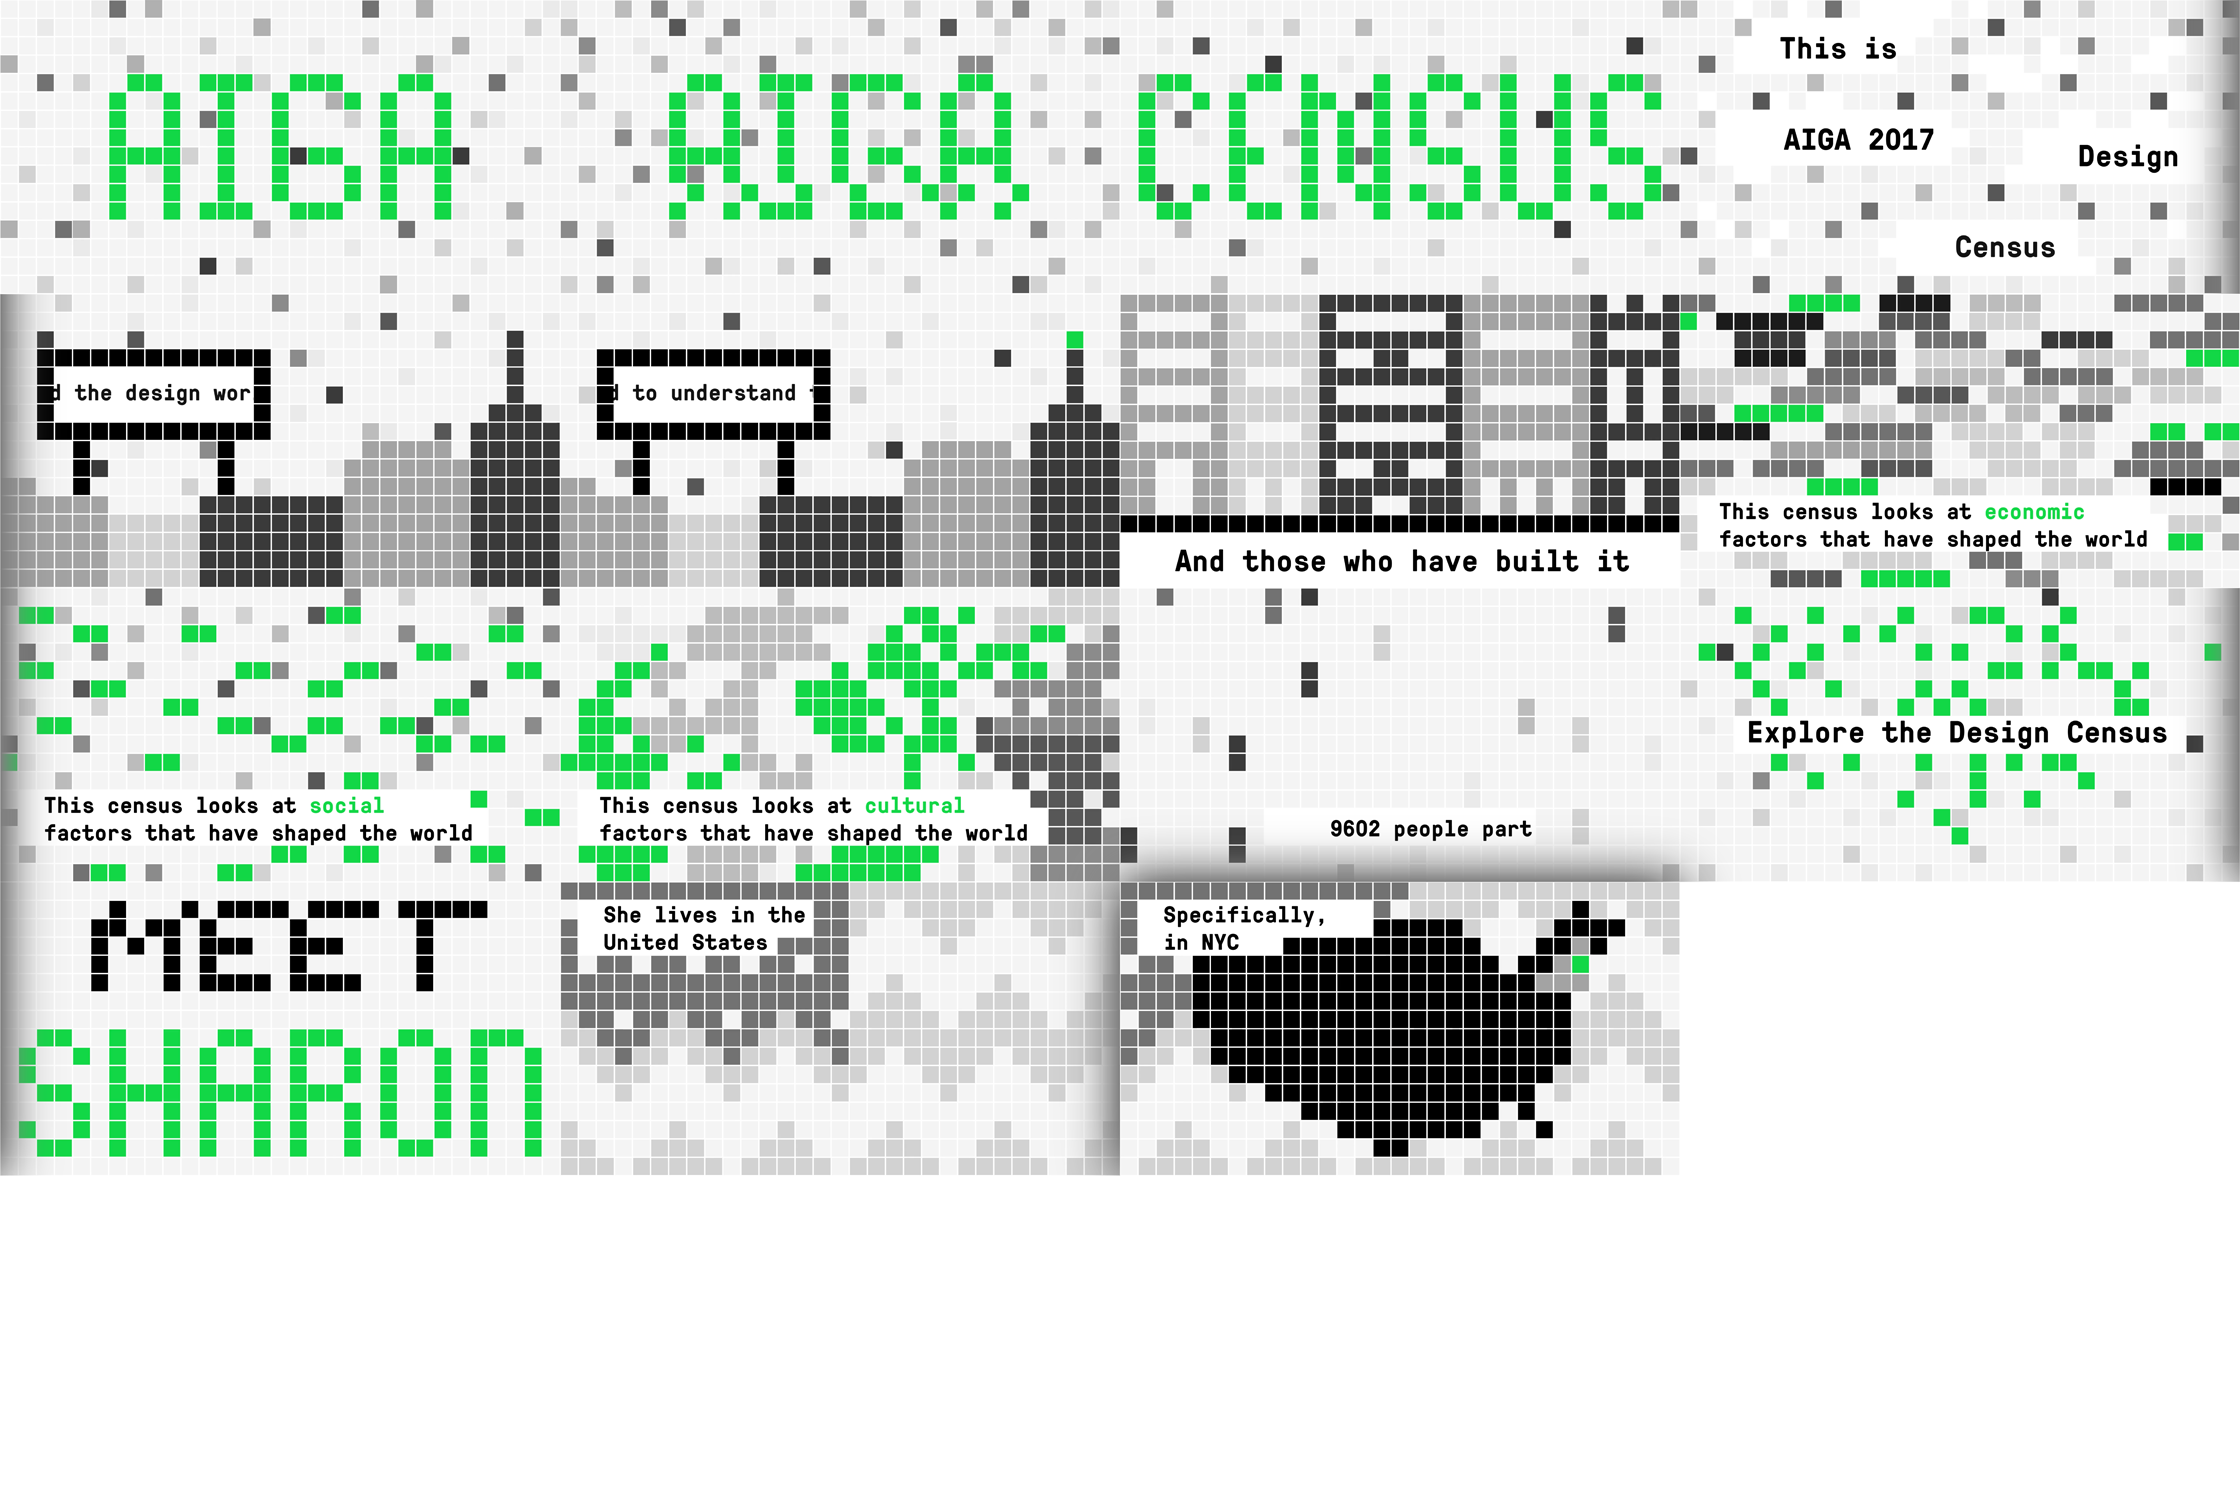 AIGA
AIGA
CENSUS
This is
AIGA 2017
Design
Census
d the design wor
d to understand
And those who have built it
This census looks at economic
factors that have shaped the world
This census looks at social
factors that have shaped the world
This census looks at cultural
factors that have shaped the world
9602 people part
Explore the Design Census
MEET
SHARON
She lives in the
United States
Specifically,
in NYC